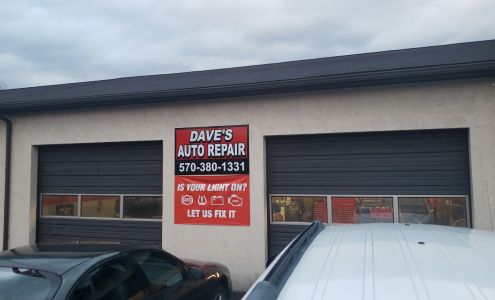 DAVE'S
AUTO REPAIR
570-380-1331
IS YOUR LIGHT ON?
LET US FIX IT